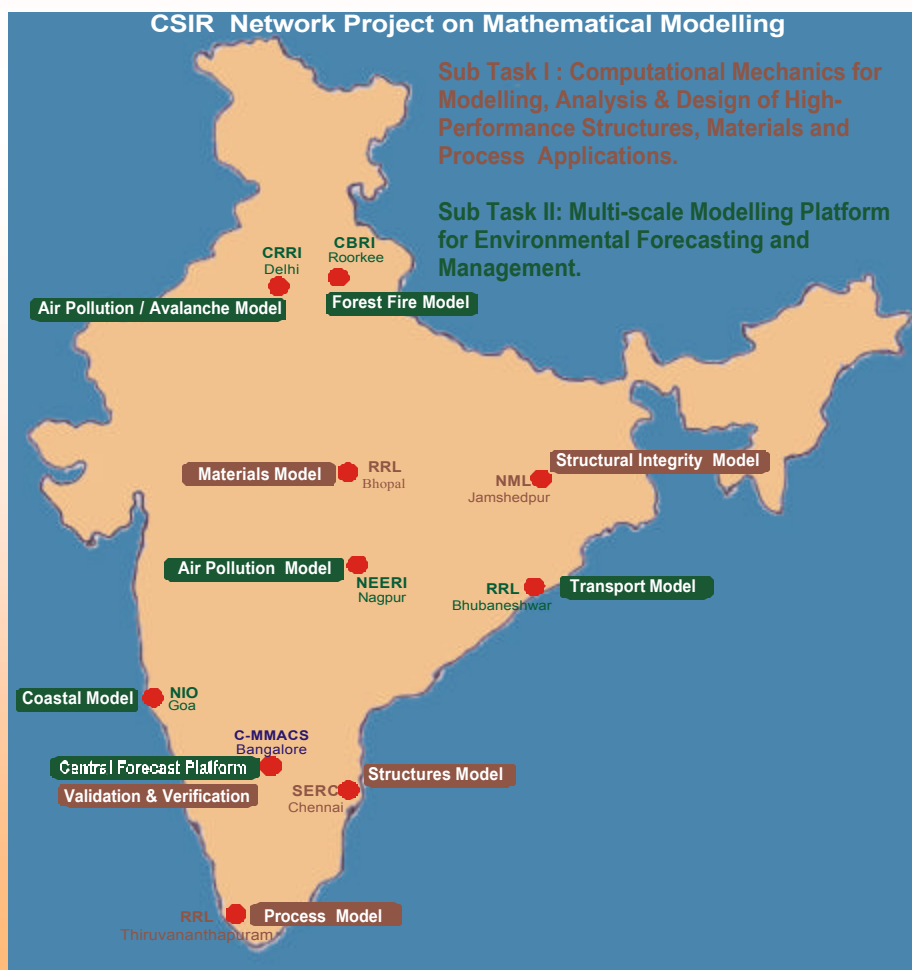 CSIR Network Project on Mathematical Modelling
Sub Task I : Computational Mechanics for
Modelling, Analysis & Design of High-
Performance Structures, Materials and
Process Applications.
Sub Task II: Multi-scale Modelling Platform
for Environmental Forecasting and
Management.
CRRI
Delhi
CBRI
Roorkee
Air Pollution / Avalanche Model
Forest Fire Model
Materials Model
RRL
Bhopal
Structural Integrity Model
NML
Jamshedpur
Air Pollution Model
NEERI
Nagpur
RRL
Bhubaneshwar
Transport Model
Coastal Model
NIO
Goa
C-MMACS
Bangalore
Central Forecast Platform
Validation & Verification
Structures Model
SERC
Chennai
RRL
Thiruvananthapuram
Process Model